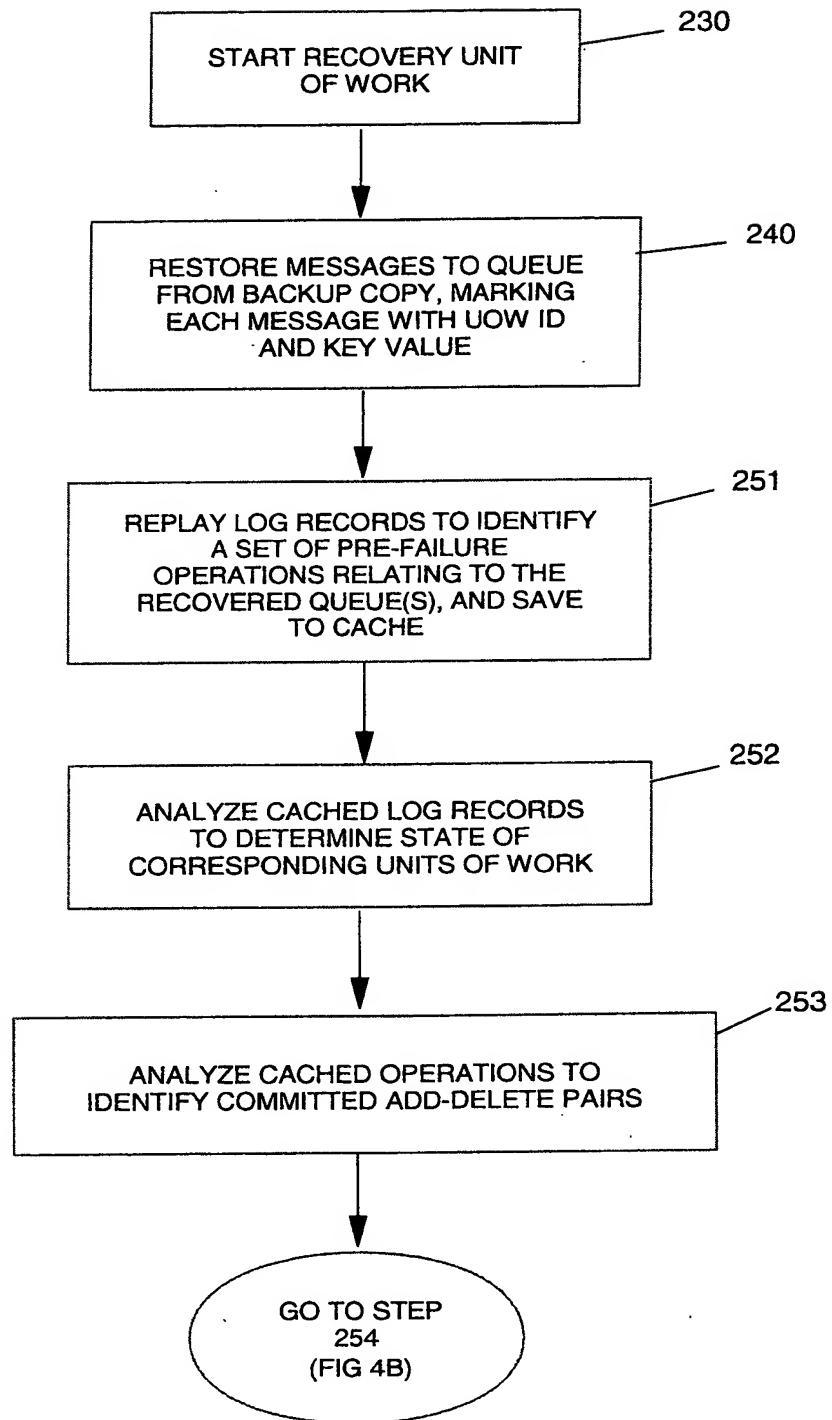 230
START RECOVERY UNIT
OF WORK
240
RESTORE MESSAGES TO QUEUE
FROM BACKUP COPY, MARKING
EACH MESSAGE WITH UOW ID
AND KEY VALUE
251
REPLAY LOG RECORDS TO IDENTIFY
A SET OF PRE-FAILURE
OPERATIONS RELATING TO THE
RECOVERED QUEUE(S), AND SAVE
TO CACHE
252
ANALYZE CACHED LOG RECORDS
TO DETERMINE STATE OF
CORRESPONDING UNITS OF WORK
253
ANALYZE CACHED OPERATIONS TO
IDENTIFY COMMITTED ADD-DELETE PAIRS
GO TO STEP
254
(FIG 4B)